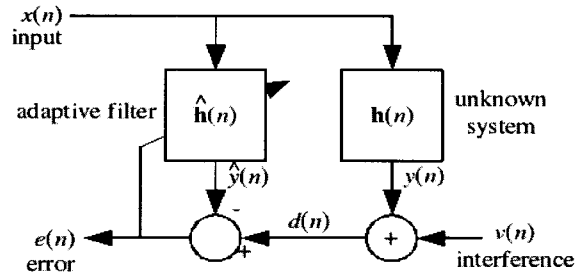 x(n)
input
adaptive filter
ĥ(n)
h(n)
unknown
system
ŷ(n)
y(n)
-
+
d(n)
+
e(n)
error
v(n)
interference